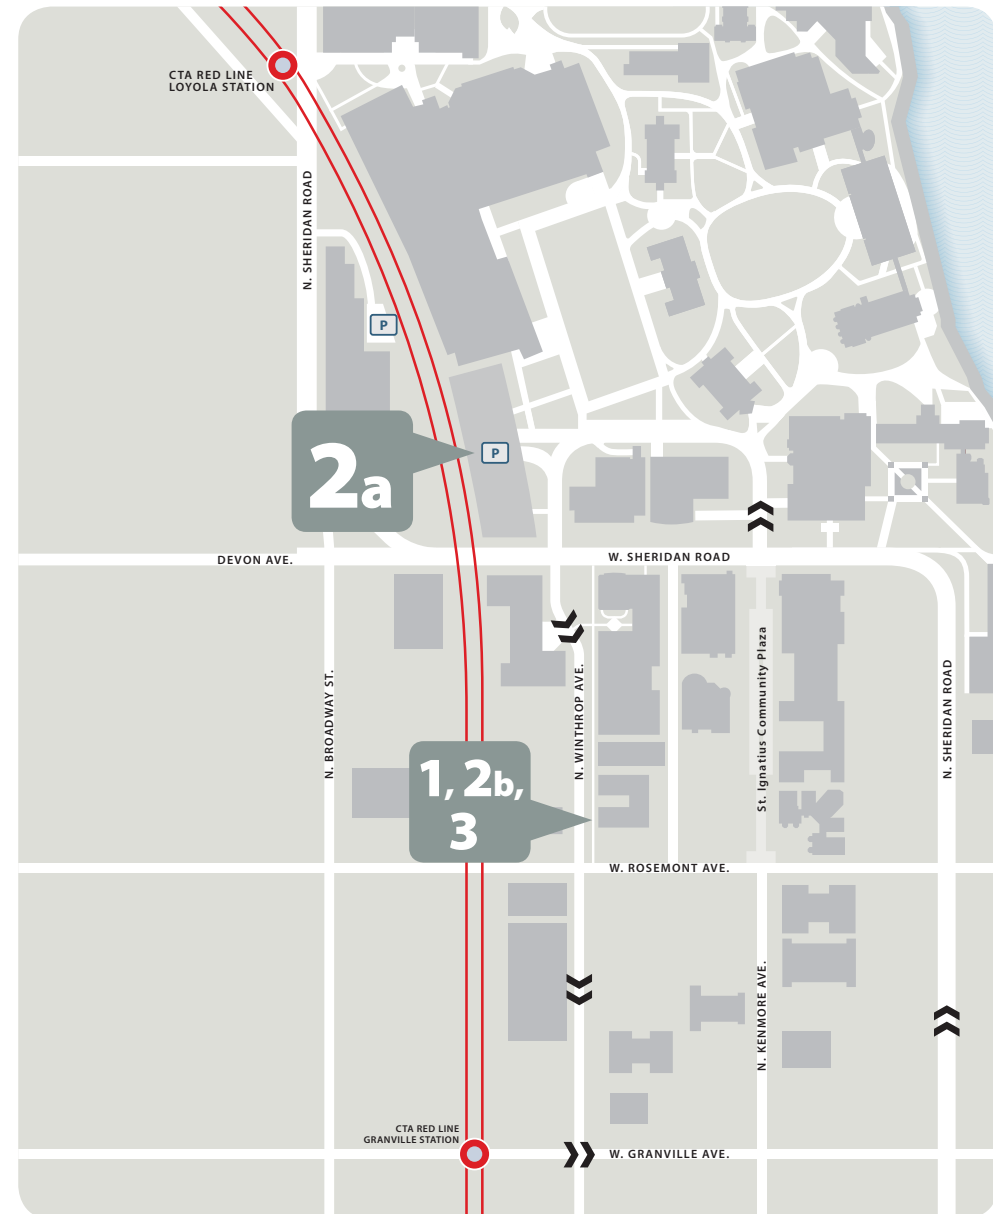 CTA RED LINE
LOYOLA STATION
N. SHERIDAN ROAD
P
2a
P
DEVON AVE.
W. SHERIDAN ROAD
N. BROADWAY ST.
N. WINTHROP AVE.
St. Ignatius Community Plaza
N. SHERIDAN ROAD
1, 2b,
3
W. ROSEMONT AVE.
N. KENMORE AVE.
CTA RED LINE
GRANVILLE STATION
W. GRANVILLE AVE.